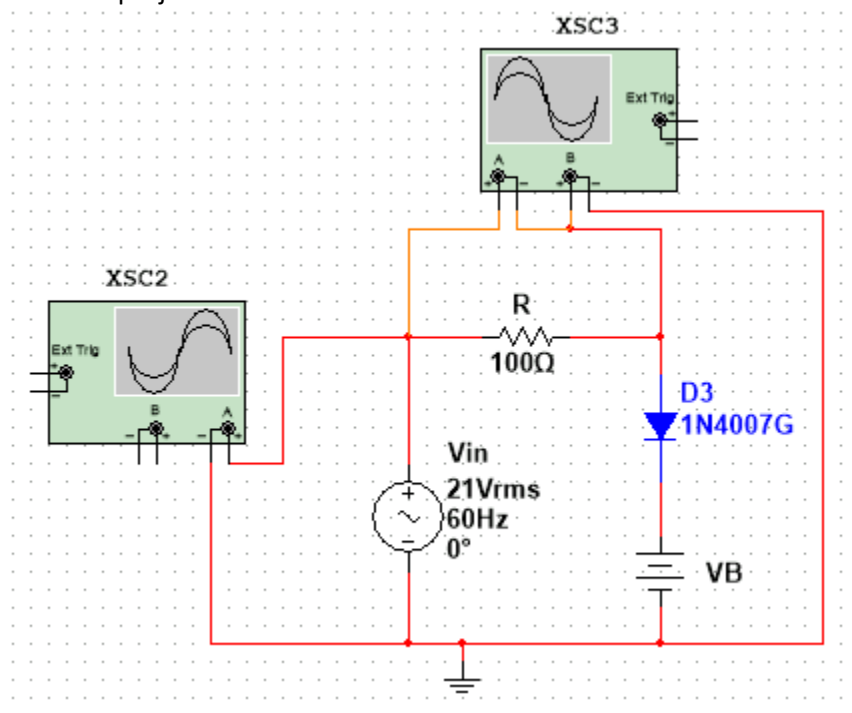 XSC3
Ext Trig
+
−
A
B
+ − + −
XSC2
Ext Trig
+
−
B
A
− + − +
R
100Ω
D3
1N4007G
Vin
21Vrms
60Hz
0°
+
−
VB